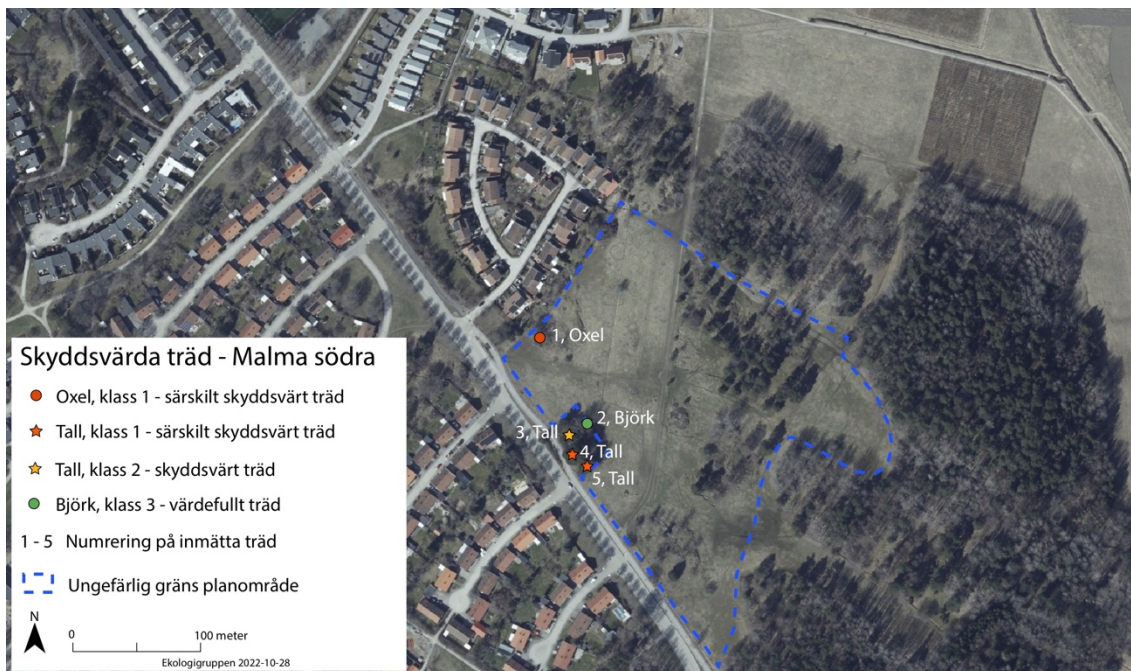 1, Oxel
2, Björk
3, Tall
4, Tall
5, Tall
Skyddsvärda träd - Malma södra
Oxel, klass 1 - särskilt skyddsvärt träd
Tall, klass 1 - särskilt skyddsvärt träd
Tall, klass 2 - skyddsvärt träd
Björk, klass 3 - värdefullt träd
1 - 5 Numrering på inmätta träd
Ungefärlig gräns planområde
N
0 100 meter
Ekologigruppen 2022-10-28